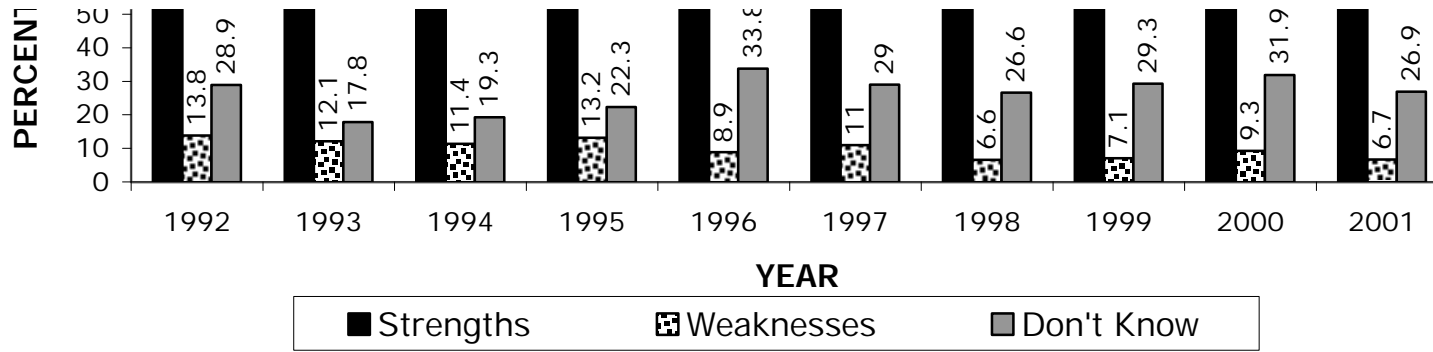 PERCENT
50
40
30
20
10
0
13.8 28.9 12.1 17.8 11.4 19.3 13.2 22.3 8.9 33.8 11 29 6.6 26.6 7.1 29.3 9.3 31.9 6.7 26.9
1992 1993 1994 1995 1996 1997 1998 1999 2000 2001
YEAR
Strengths Weaknesses Don't Know